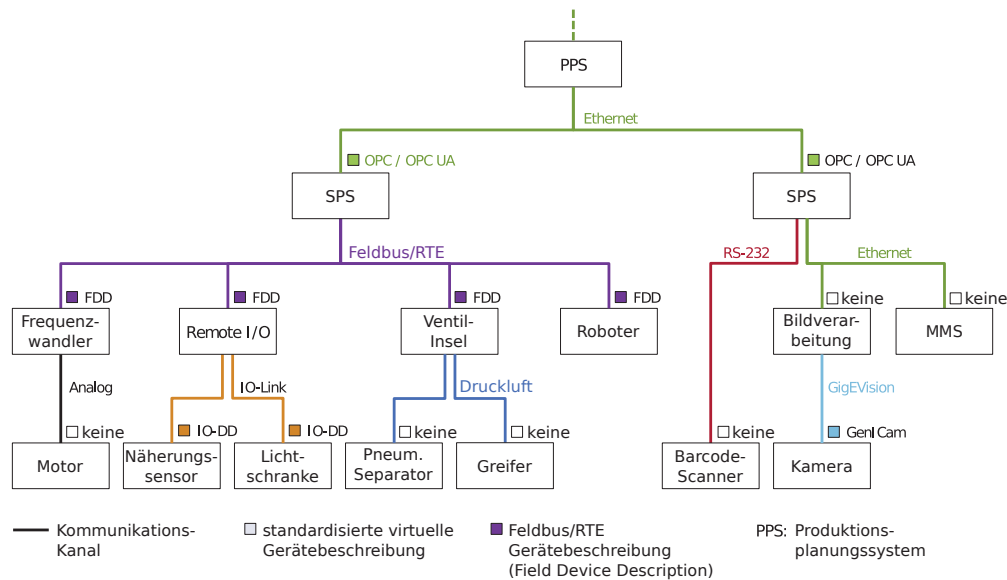 PPS
Ethernet
OPC / OPC UA
OPC / OPC UA
SPS
SPS
Feldbus/RTE
RS-232
Ethernet
FDD
FDD
FDD
FDD
keine
keine
Frequenz-
wandler
Remote I/O
Ventil-
Insel
Roboter
Bildverar-
beitung
MMS
Analog
IO-Link
Druckluft
GigEVision
keine
IO-DD
IO-DD
keine
keine
keine
GenICam
Motor
Näherungs-
sensor
Licht-
schranke
Pneum.
Separator
Greifer
Barcode-
Scanner
Kamera
Kommunikations-
Kanal
standardisierte virtuelle
Gerätebeschreibung
Feldbus/RTE
Gerätebeschreibung
(Field Device Description)
PPS: Produktions-
planungssystem